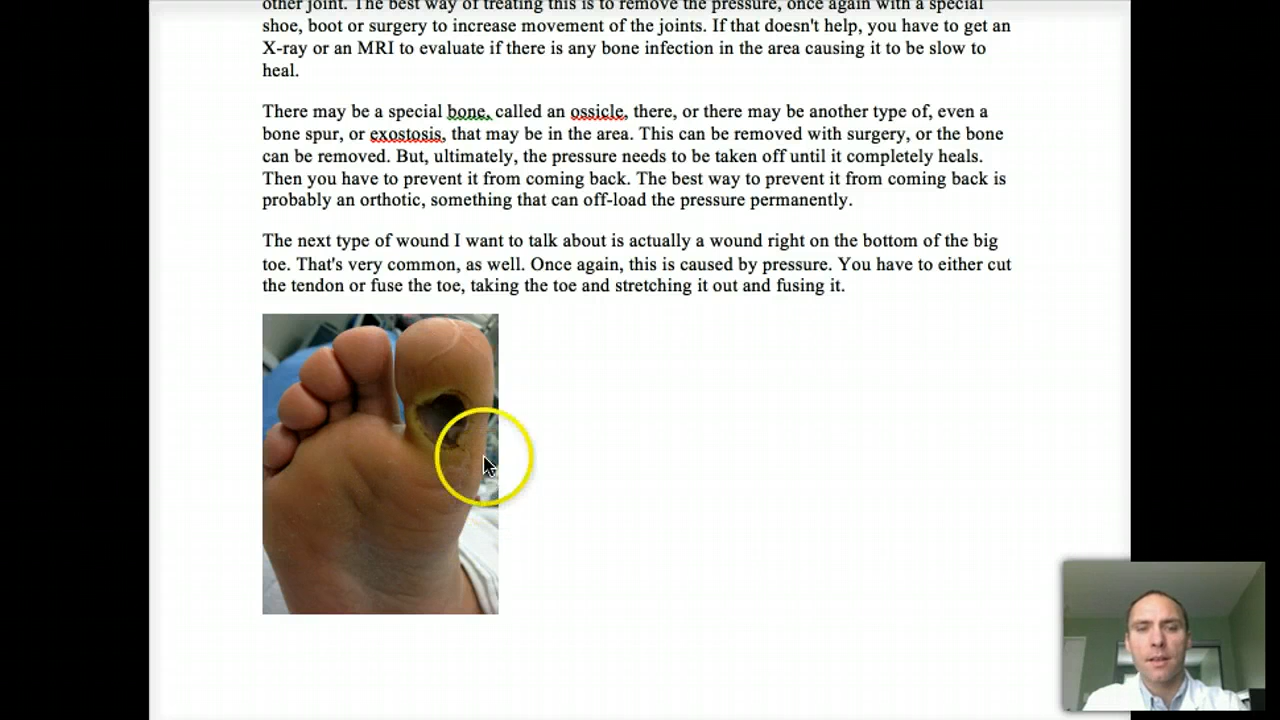 other joint. The best way of treating this is to remove the pressure, once again with a special
shoe, boot or surgery to increase movement of the joints. If that doesn't help, you have to get an
X-ray or an MRI to evaluate if there is any bone infection in the area causing it to be slow to
heal.
There may be a special bone, called an ossicle, there, or there may be another type of, even a
bone spur, or exostosis, that may be in the area. This can be removed with surgery, or the bone
can be removed. But, ultimately, the pressure needs to be taken off until it completely heals.
Then you have to prevent it from coming back. The best way to prevent it from coming back is
probably an orthotic, something that can off-load the pressure permanently.
The next type of wound I want to talk about is actually a wound right on the bottom of the big
toe. That's very common, as well. Once again, this is caused by pressure. You have to either cut
the tendon or fuse the toe, taking the toe and stretching it out and fusing it.